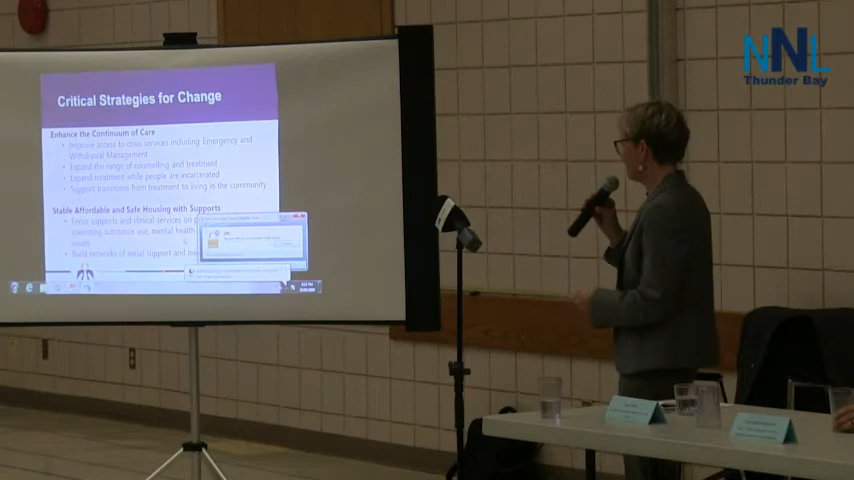 NNL
Thunder Bay
Critical Strategies for Change
Enhance the Continuum of Care
• Improve access to crisis services including Emergency and
Withdrawal Management
• Expand the range of counselling and treatment
• Expand treatment while people are incarcerated
• Support transitions from treatment to living in the community
Stable Affordable and Safe Housing with Supports
• Focus supports and clinical services on
coexisting substance use, mental health
issues
• Build networks of social support and